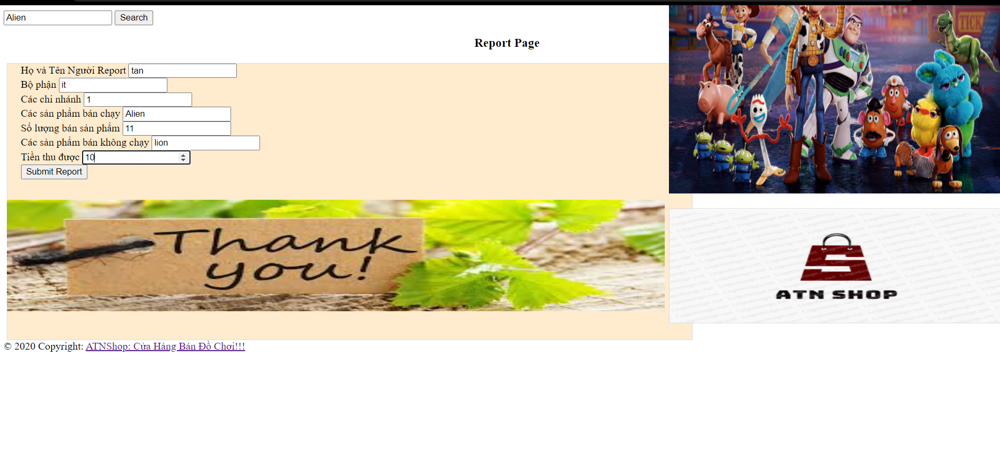 Alien Search
Report Page
Họ và Tên Người Report tan
Bộ phận it
Các chi nhánh 1
Các sản phẩm bán chạy Alien
Số lượng bán sản phẩm 11
Các sản phẩm bán không chạy lion
Tiền thu được 10
Submit Report
TICK
Thank
you!
ATN SHOP
© 2020 Copyright: ATNShop: Cửa Hàng Bán Đồ Chơi!!!